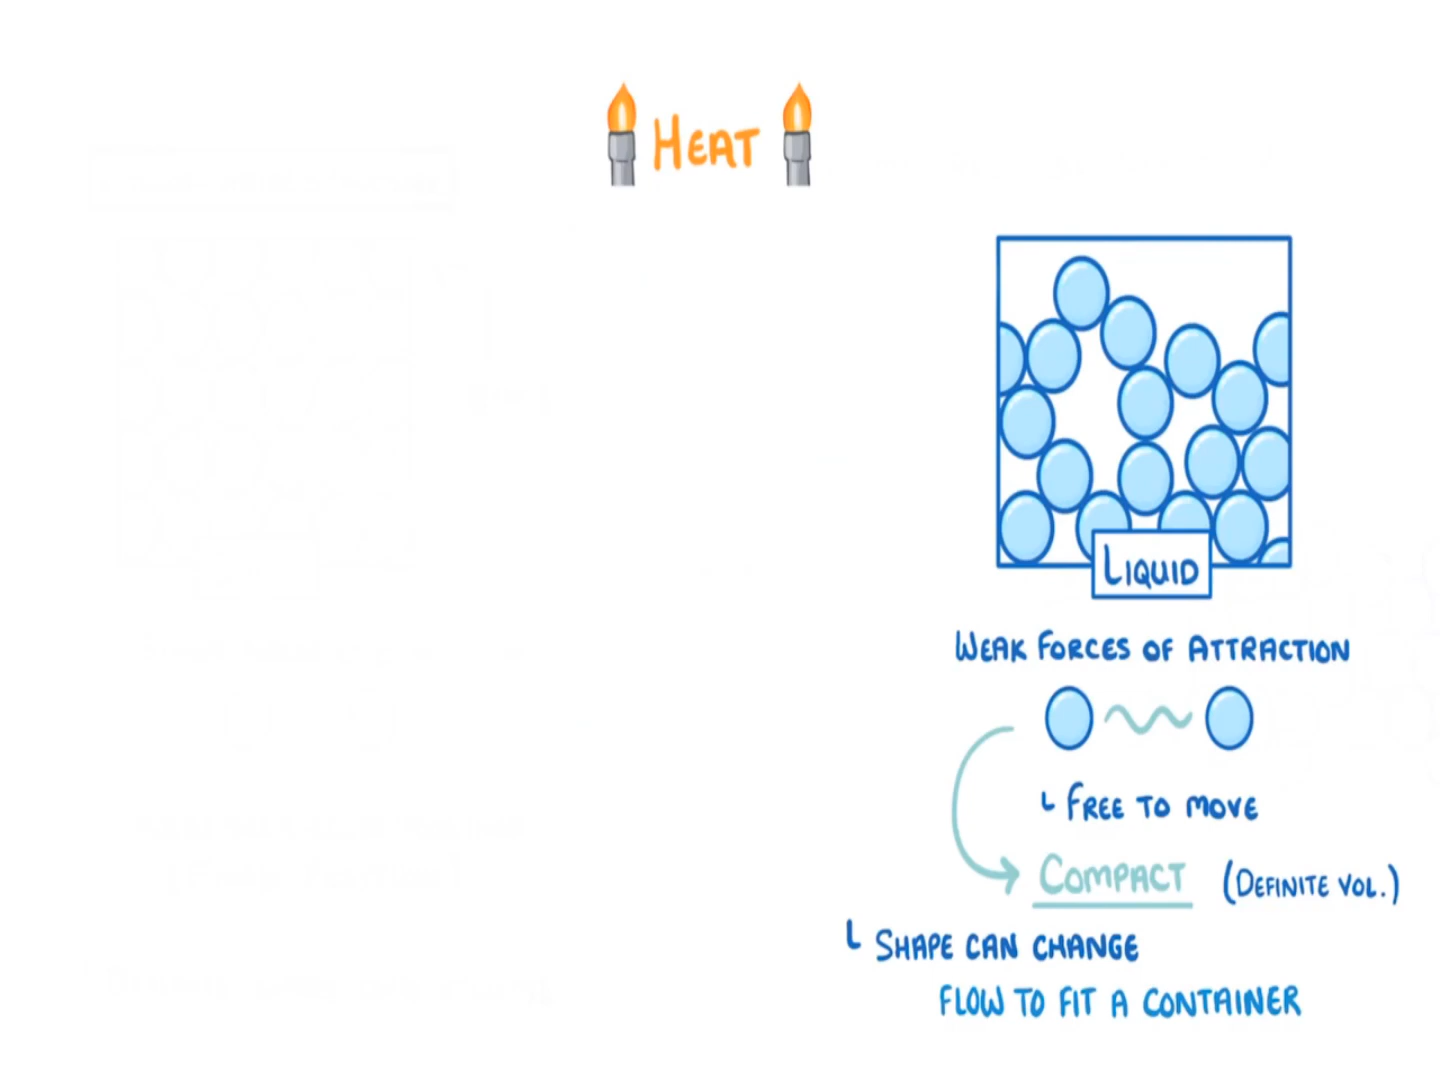 HEAT
LIQUID
WEAK FORCES OF ATTRACTION
FREE TO MOVE
COMPACT (DEFINITE VOL.)
SHAPE CAN CHANGE
FLOW TO FIT A CONTAINER